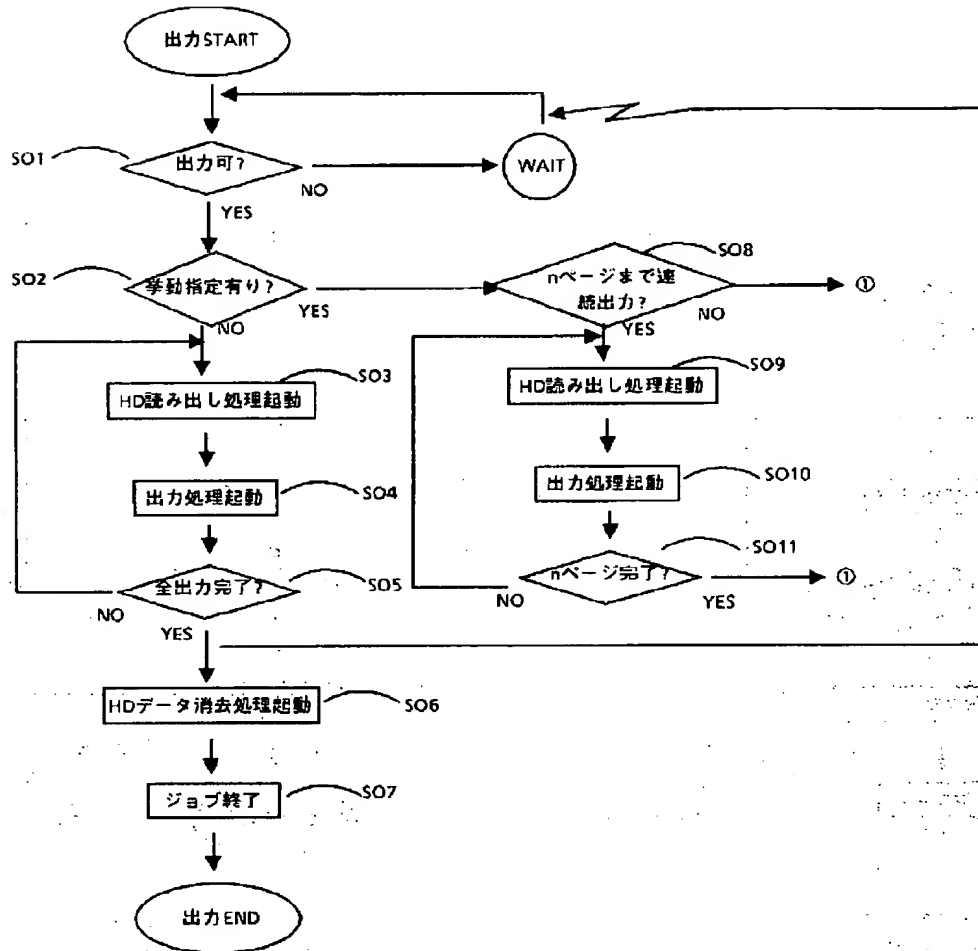 出力START
SO1
出力可?
NO
WAIT
YES
SO2
挙動指定有り?
YES
NO
SO8
nページまで連
続出力?
NO
①
YES
SO3
HD読み出し処理起動
SO9
HD読み出し処理起動
SO4
出力処理起動
SO10
出力処理起動
SO5
全出力完了?
NO
YES
SO11
nページ完了?
NO
YES
①
HDデータ消去処理起動
SO6
ジョブ終了
SO7
出力END